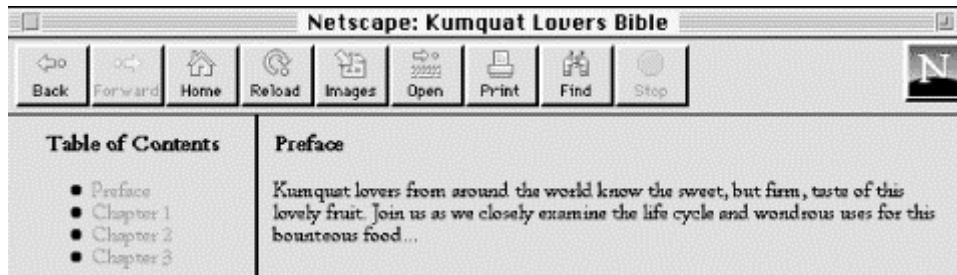 Netscape: Kumquat Lovers Bible
Back Forward Home Reload Images Open Print Find Stop
N
Table of Contents
Preface
Chapter 1
Chapter 2
Chapter 3
Preface
Kumquat lovers from around the world know the sweet, but firm, taste of this
lovely fruit. Join us as we closely examine the life cycle and wondrous uses for this
bounteous food...